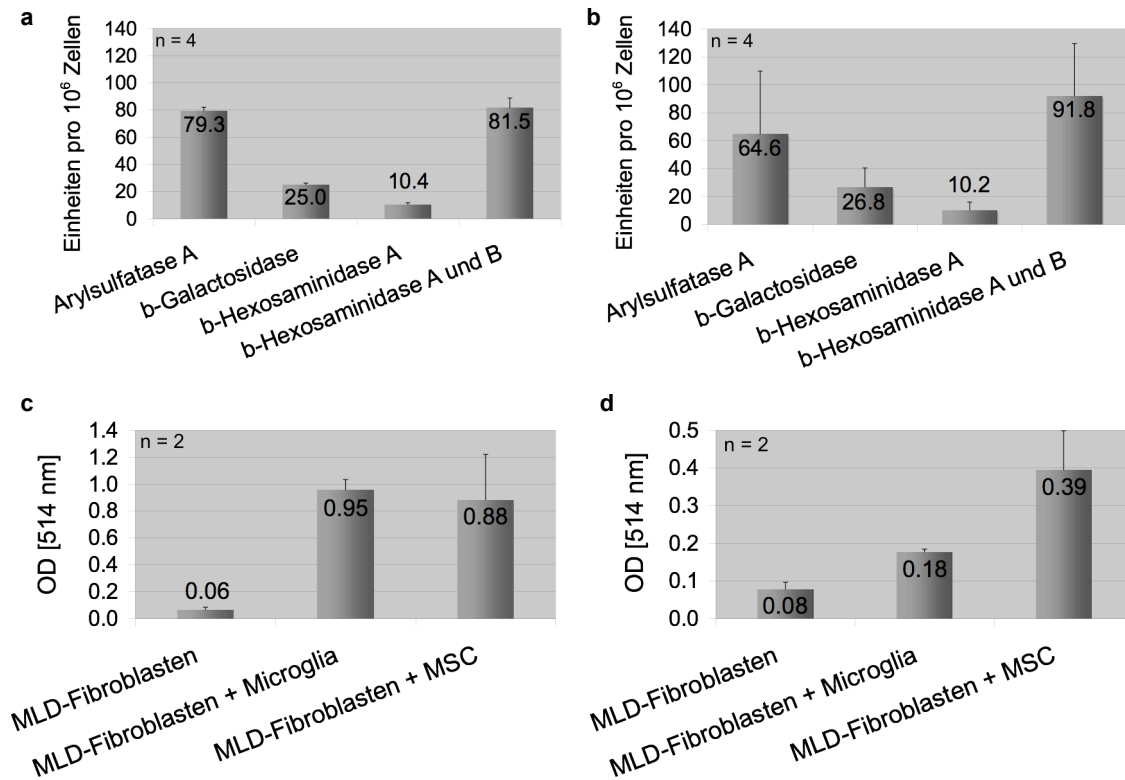 a
Einheiten pro 10⁶ Zellen
140
120
100
80
60
40
20
0
n = 4
79.3
25.0
10.4
81.5
Arylsulfatase A
b-Galactosidase
b-Hexosaminidase A
b-Hexosaminidase A und B
b
Einheiten pro 10⁶ Zellen
140
120
100
80
60
40
20
0
n = 4
64.6
26.8
10.2
91.8
Arylsulfatase A
b-Galactosidase
b-Hexosaminidase A
b-Hexosaminidase A und B
c
OD [514 nm]
1.4
1.2
1.0
0.8
0.6
0.4
0.2
0.0
n = 2
0.06
0.95
0.88
MLD-Fibroblasten
MLD-Fibroblasten + Microglia
MLD-Fibroblasten + MSC
d
OD [514 nm]
0.5
0.4
0.3
0.2
0.1
0.0
n = 2
0.08
0.18
0.39
MLD-Fibroblasten
MLD-Fibroblasten + Microglia
MLD-Fibroblasten + MSC